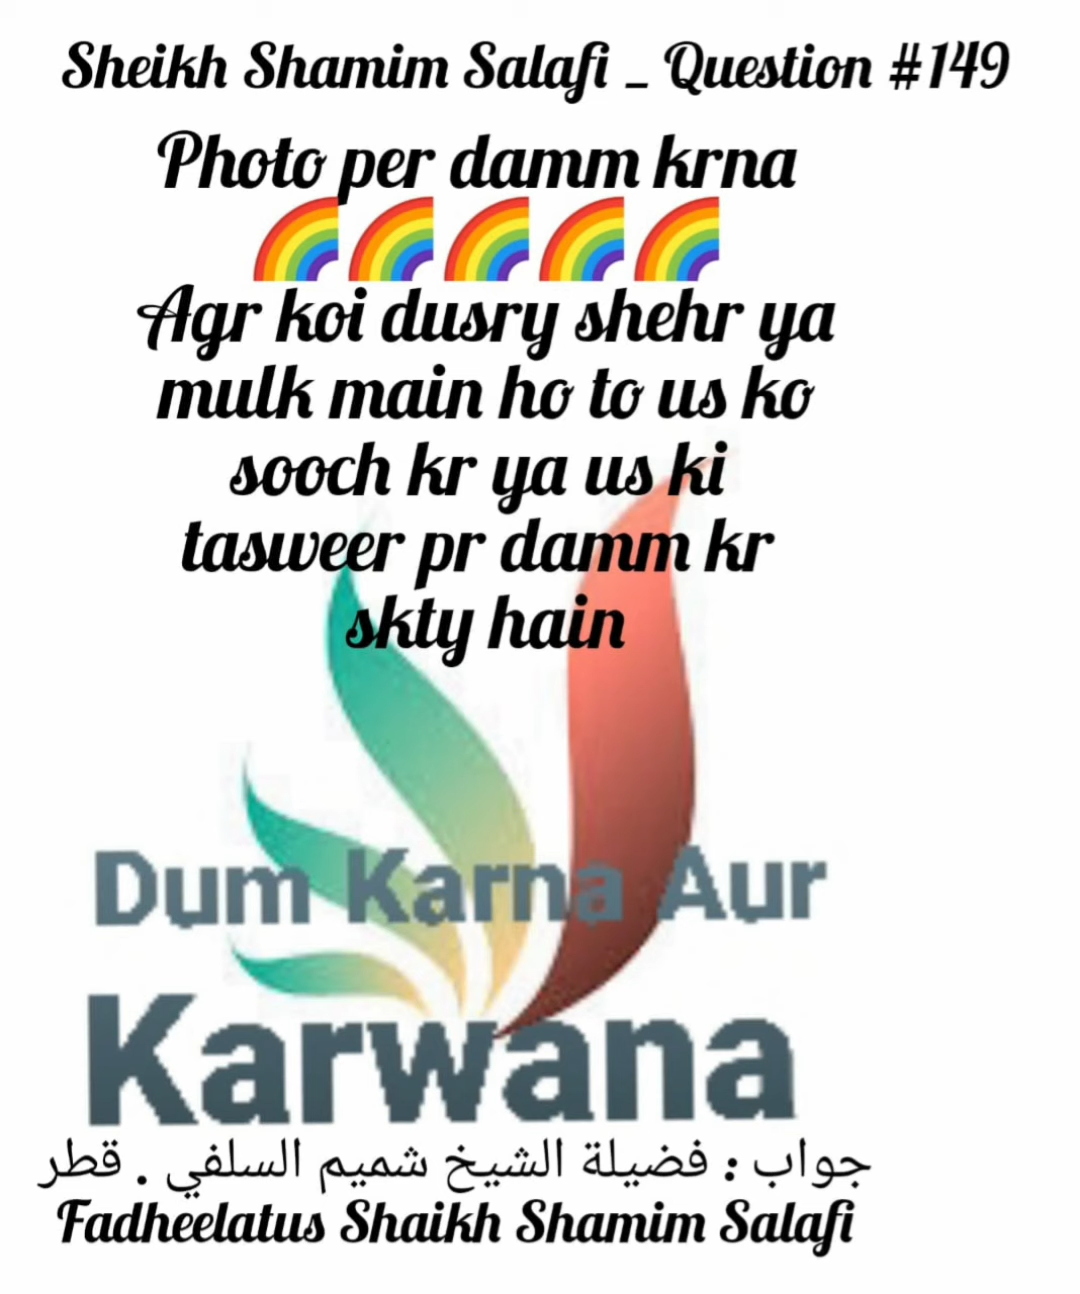 Sheikh Shamim Salafi _ Question #149
Photo per damm krna
🌈🌈🌈🌈🌈
Agr koi dusry shehr ya
mulk main ho to us ko
sooch kr ya us ki
tasweer pr damm kr
skty hain
Dum Karna Aur
Karwana
جواب : فضيلة الشيخ شميم السلفي . قطر
Fadheelatus Shaikh Shamim Salafi